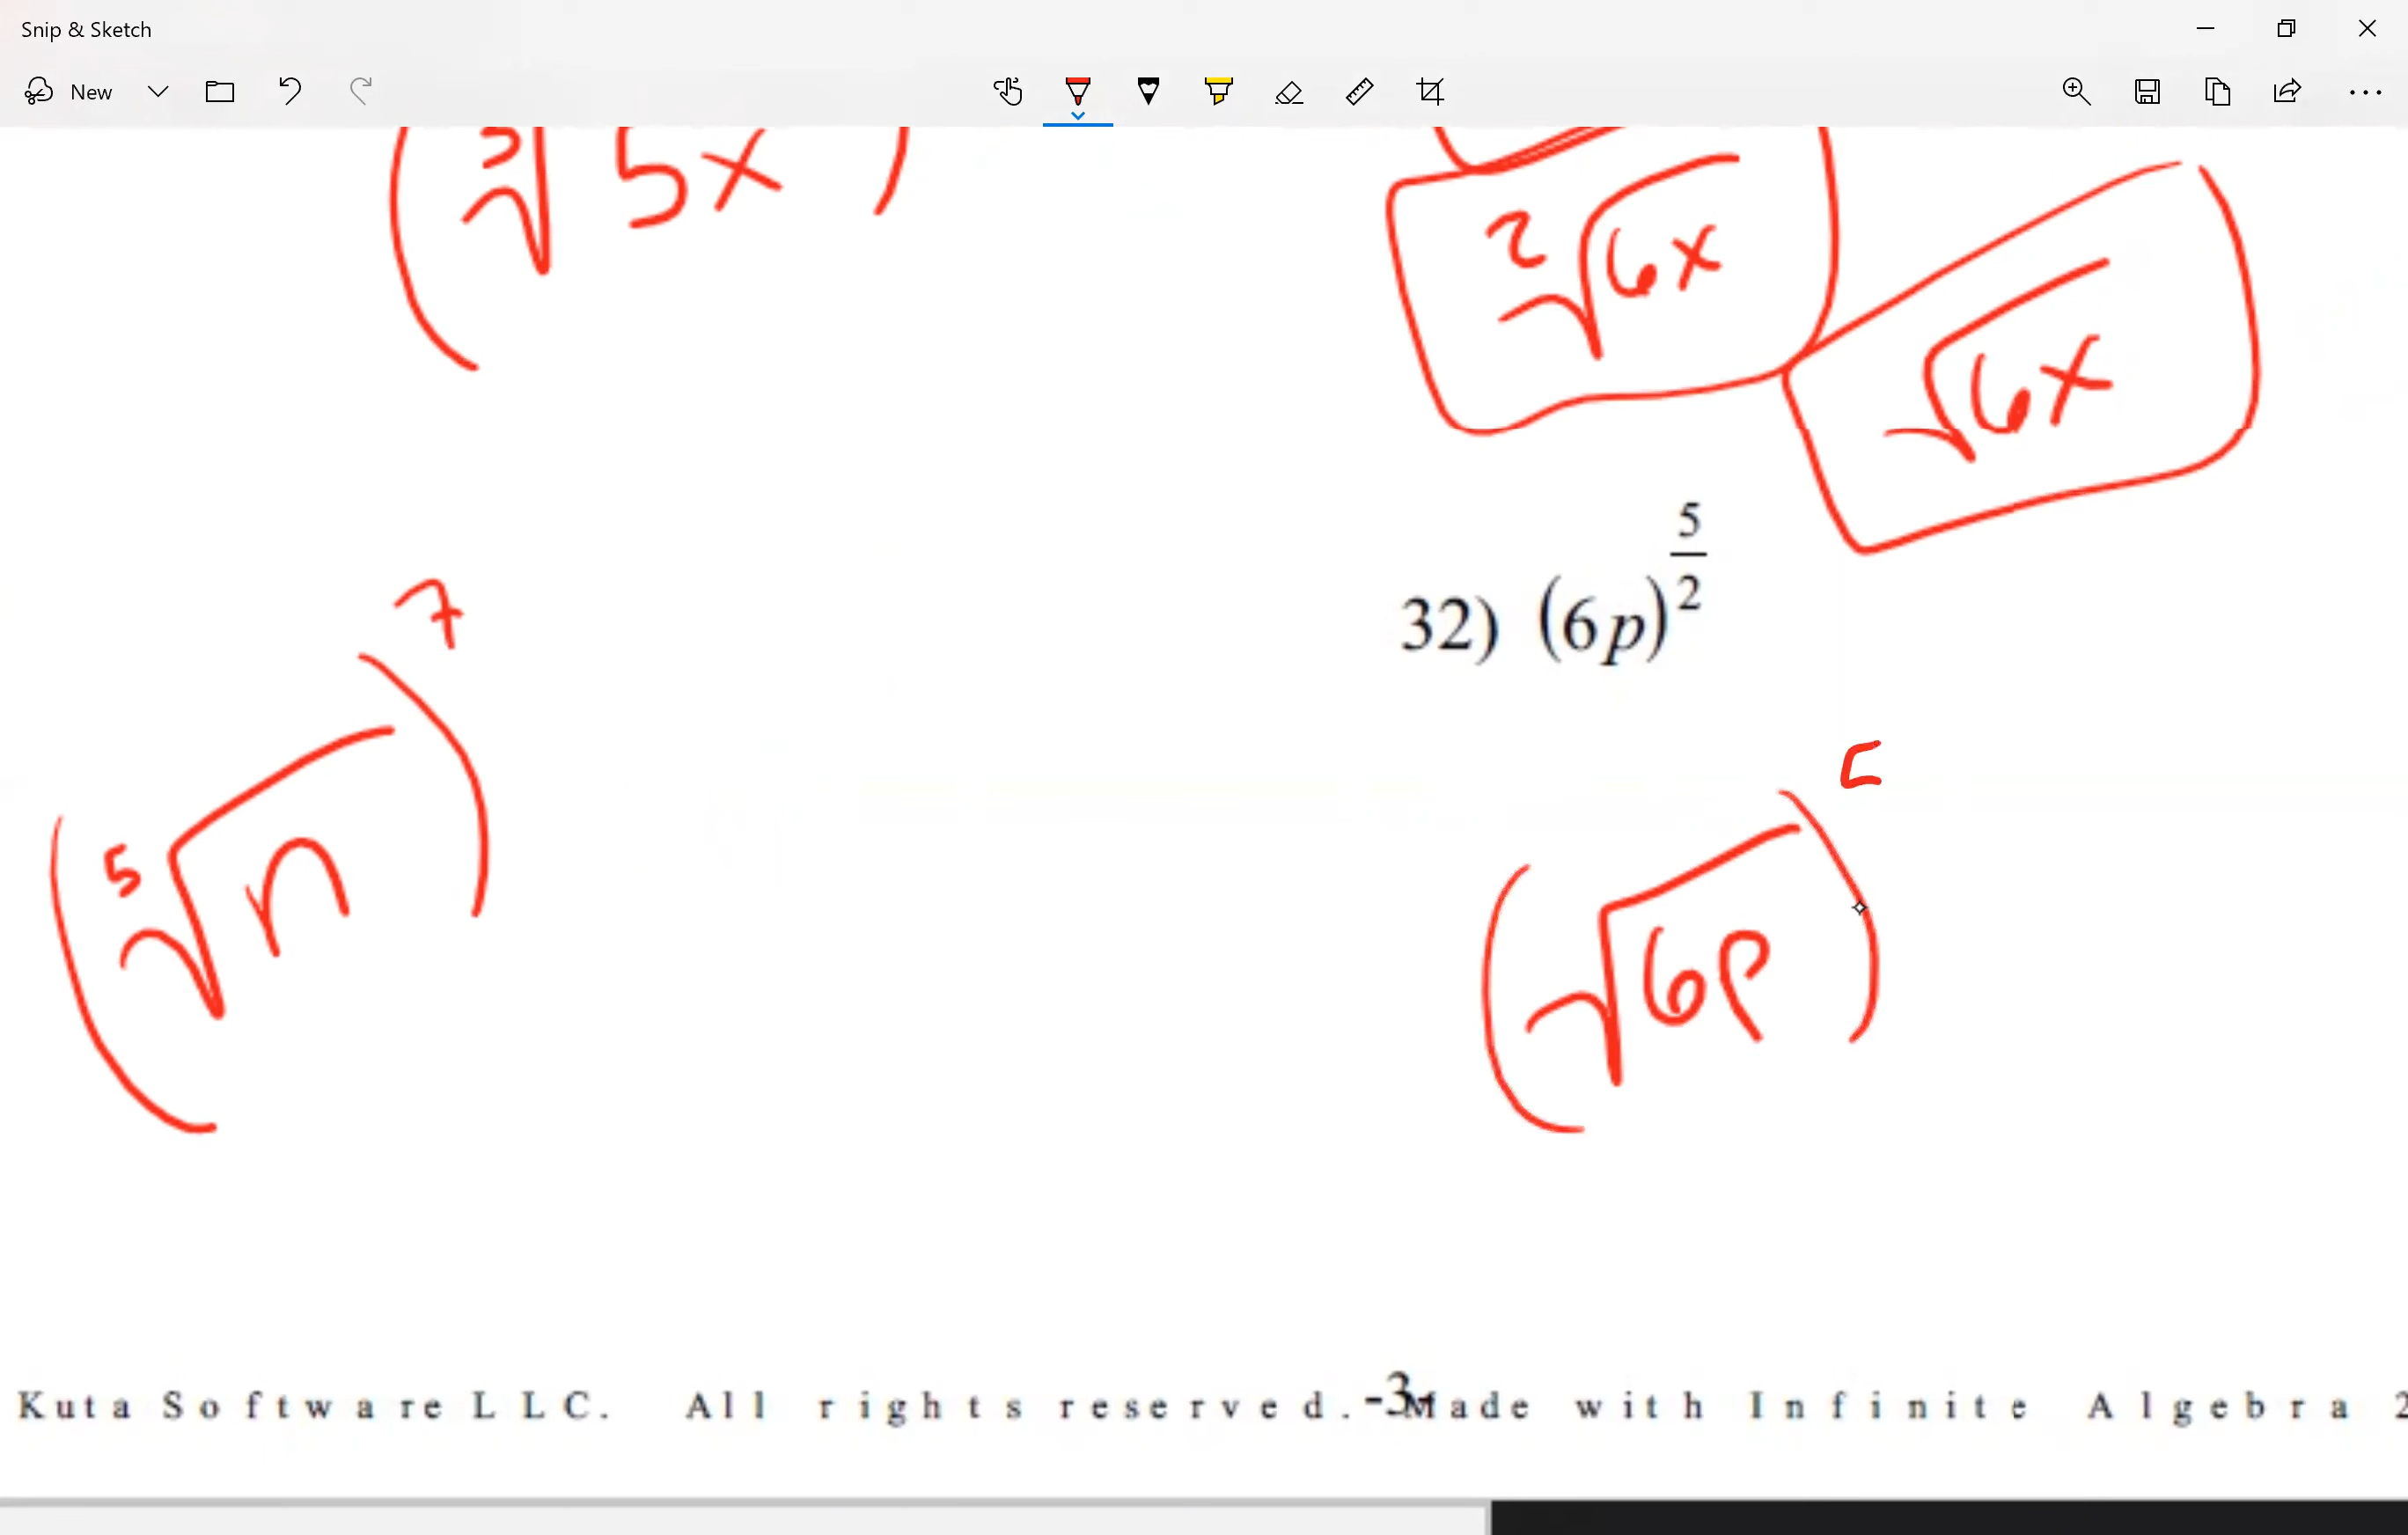 Snip & Sketch
New
(∛5x)
²√6x
√6x
32) (6p)^(5/2)
(⁵√n)⁷
(√6p)
Kuta Software LLC. All rights reserved. -3- Made with Infinite Algebra 2